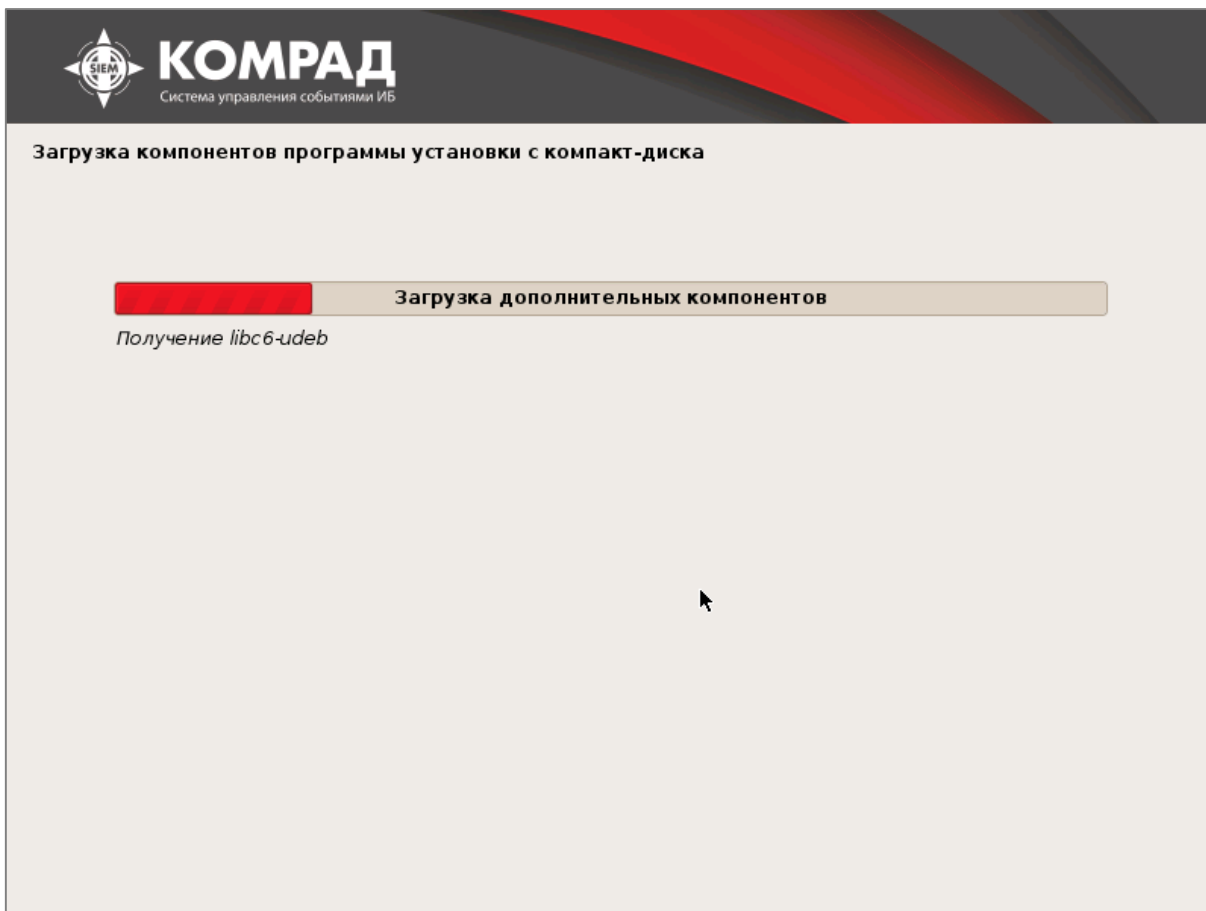 SIEM
КОМРАД
Система управления событиями ИБ
Загрузка компонентов программы установки с компакт-диска
Загрузка дополнительных компонентов
Получение libc6-udeb